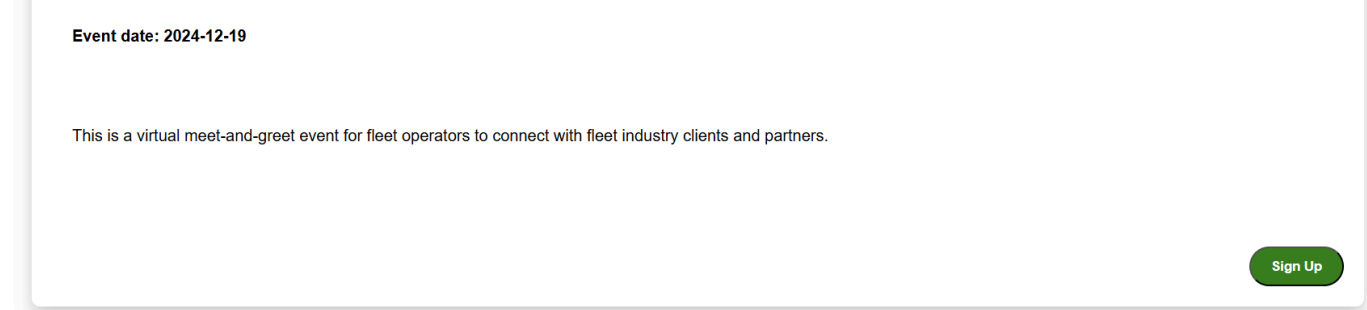 Event date: 2024-12-19
This is a virtual meet-and-greet event for fleet operators to connect with fleet industry clients and partners.
Sign Up